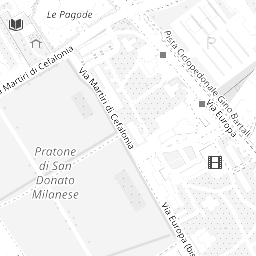 Le Pagode
Martiri di Cefalonia
Via Martiri di Cefalonia
Pista Ciclopedonale Gino Bartali
P
Via Europa
Pratone
di San
Donato
Milanese
Via Europa (bis